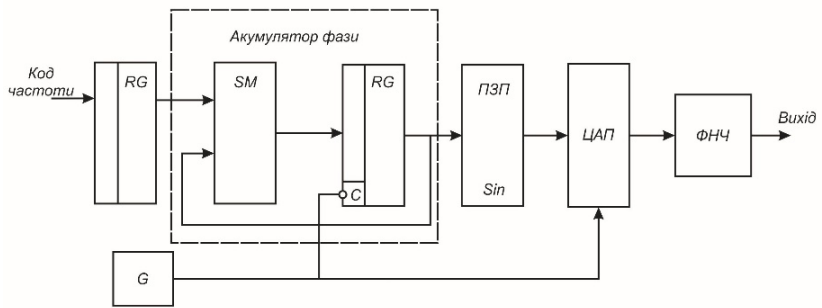 Акумулятор фази
Код
частоти
RG
SM
RG
C
ПЗП
Sin
ЦАП
ФНЧ
Вихід
G